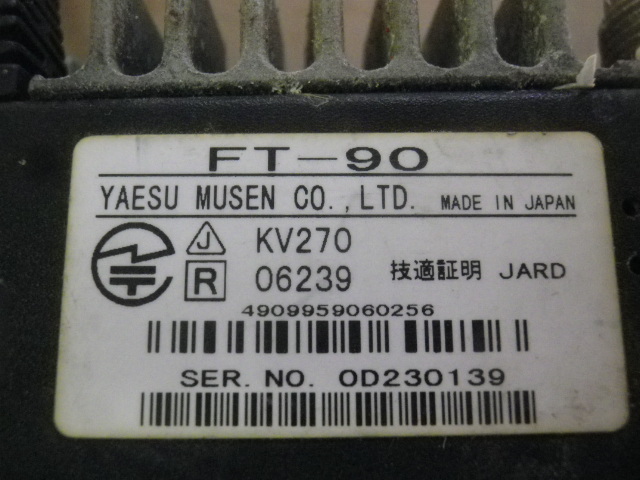 FT-90
YAESU MUSEN CO.,LTD. MADE IN JAPAN
J KV270
R 06239 技適証明 JARD
4909959060256
SER. NO. 0D230139